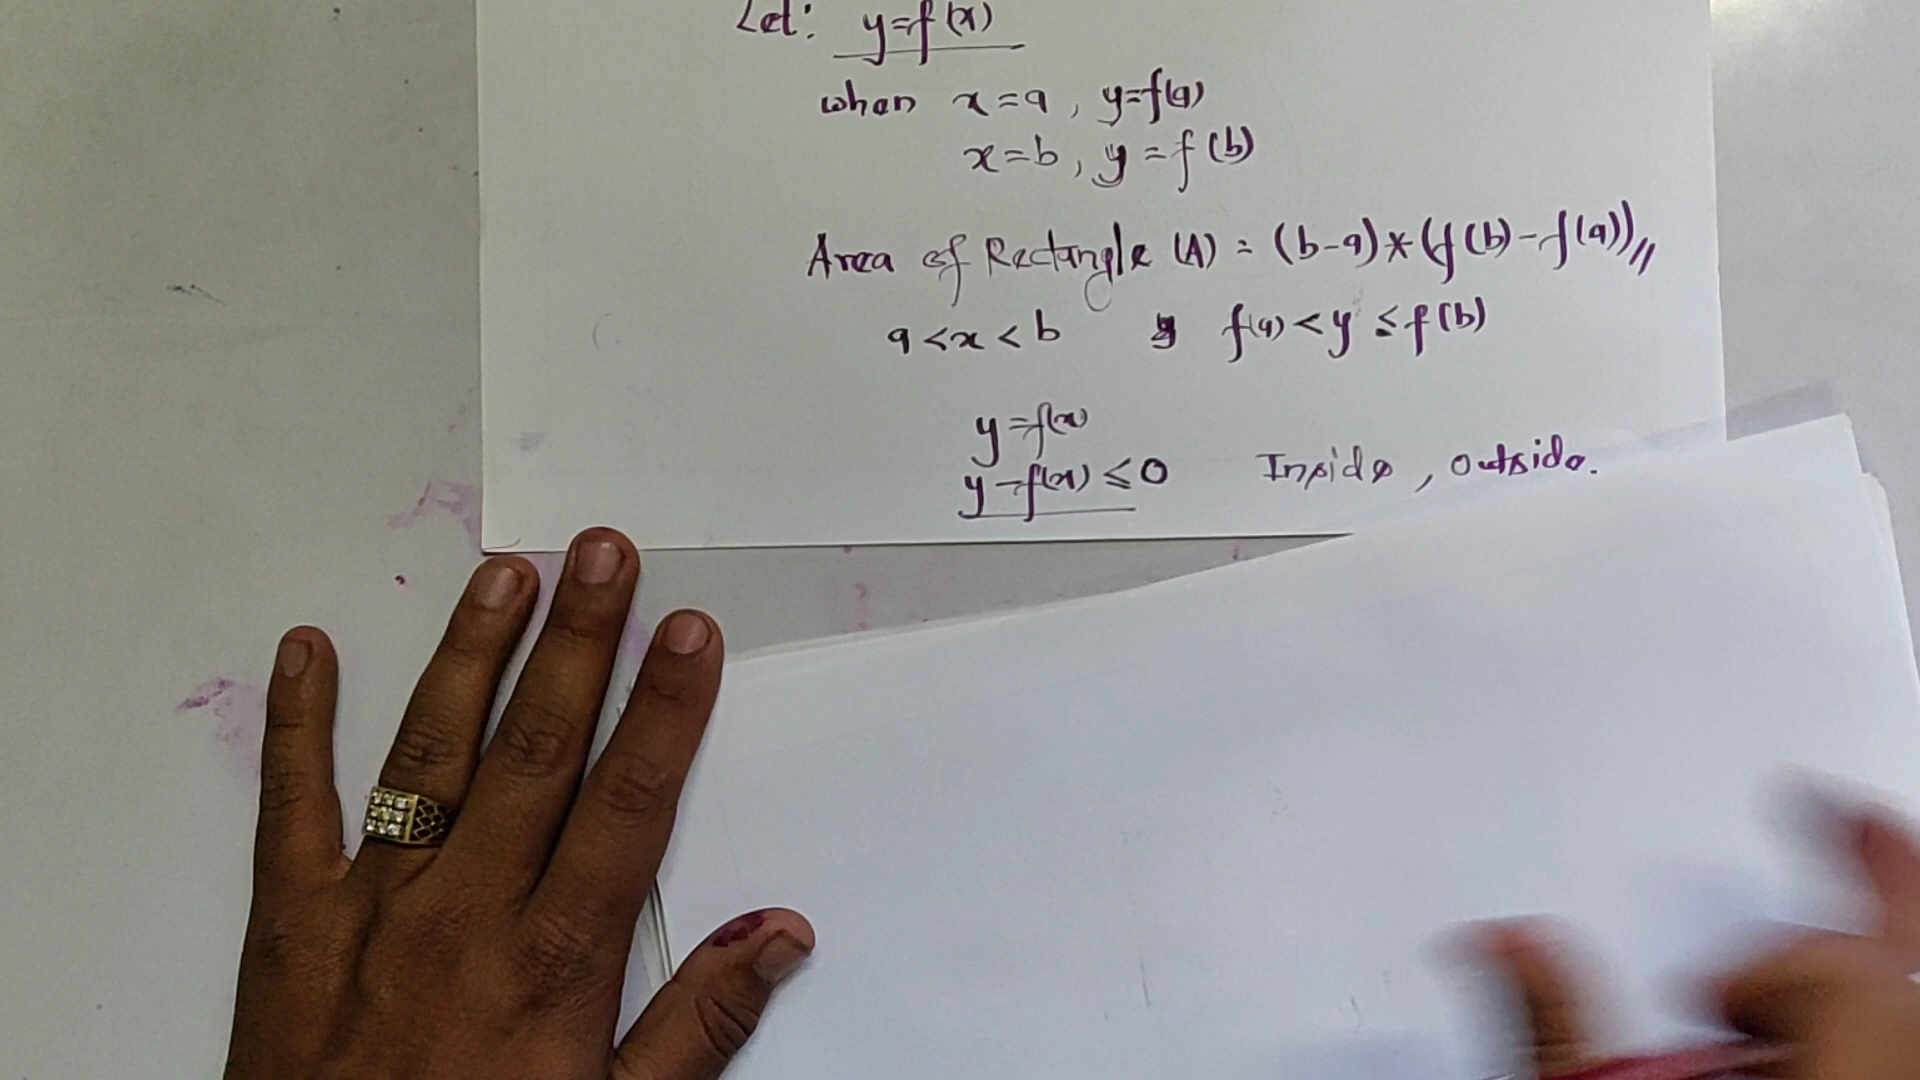 Let: y=f(x)
when x=a, y=f(a)
x=b, y=f(b)
Area of Rectangle (A) = (b-a)*(f(b)-f(a))//
a<x<b f(a)<y≤f(b)
y=f(x)
y-f(x)≤0 Inside, outside.